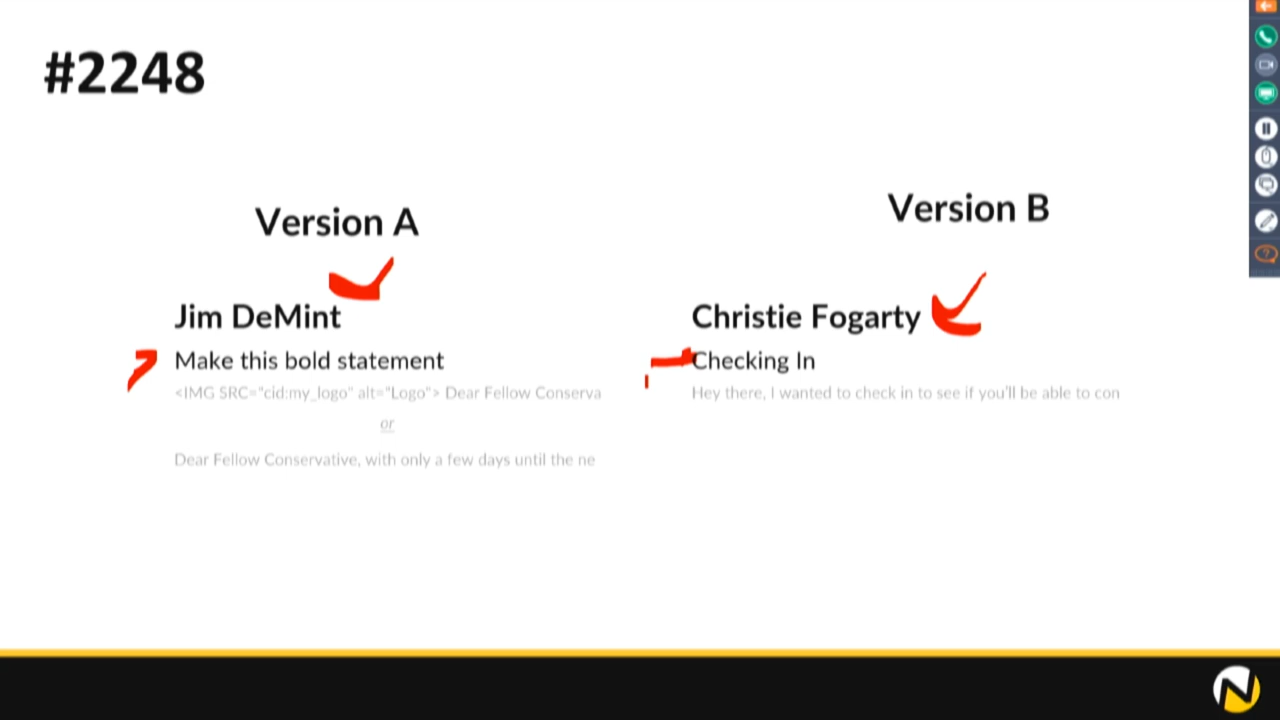 #2248
Version A
Jim DeMint
Make this bold statement
<IMG SRC="cid:my_logo" alt="Logo"> Dear Fellow Conserva
or
Dear Fellow Conservative, with only a few days until the ne
Version B
Christie Fogarty
Checking In
Hey there, I wanted to check in to see if you'll be able to con